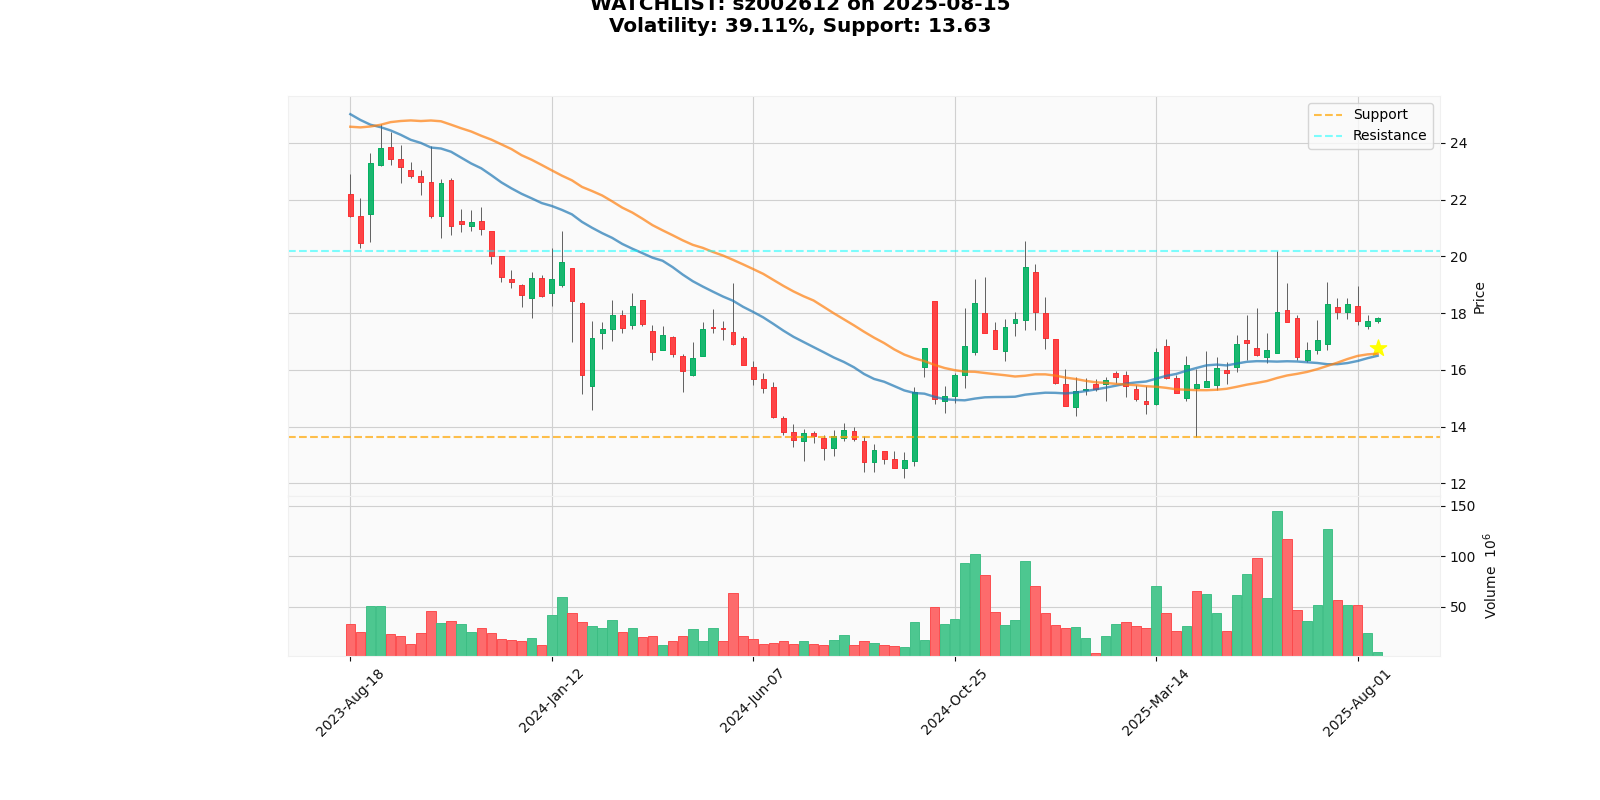 WATCHLIST: sz002612 on 2025-08-15
Volatility: 39.11%, Support: 13.63
Support
Resistance
24
22
20
18
16
14
12
Price
150
100
50
Volume 10⁶
2023-Aug-18
2024-Jan-12
2024-Jun-07
2024-Oct-25
2025-Mar-14
2025-Aug-01